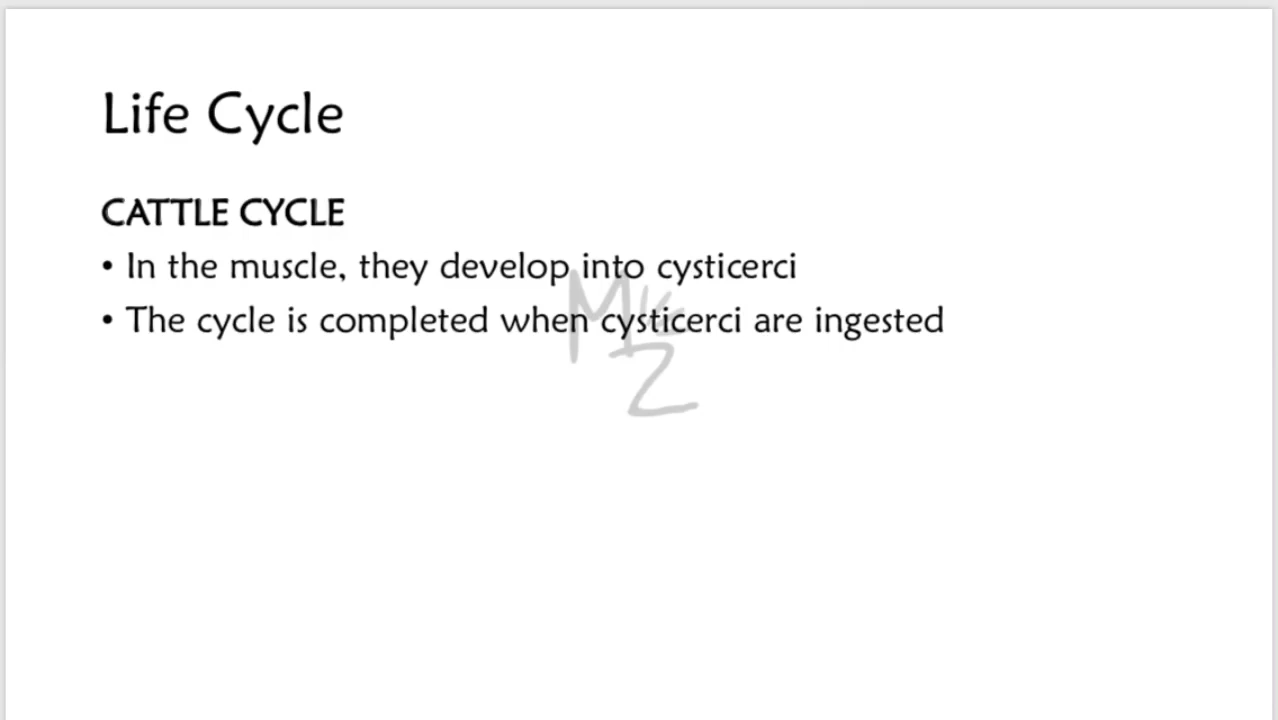 Life Cycle
CATTLE CYCLE
• In the muscle, they develop into cysticerci
• The cycle is completed when cysticerci are ingested
MIKE
Z